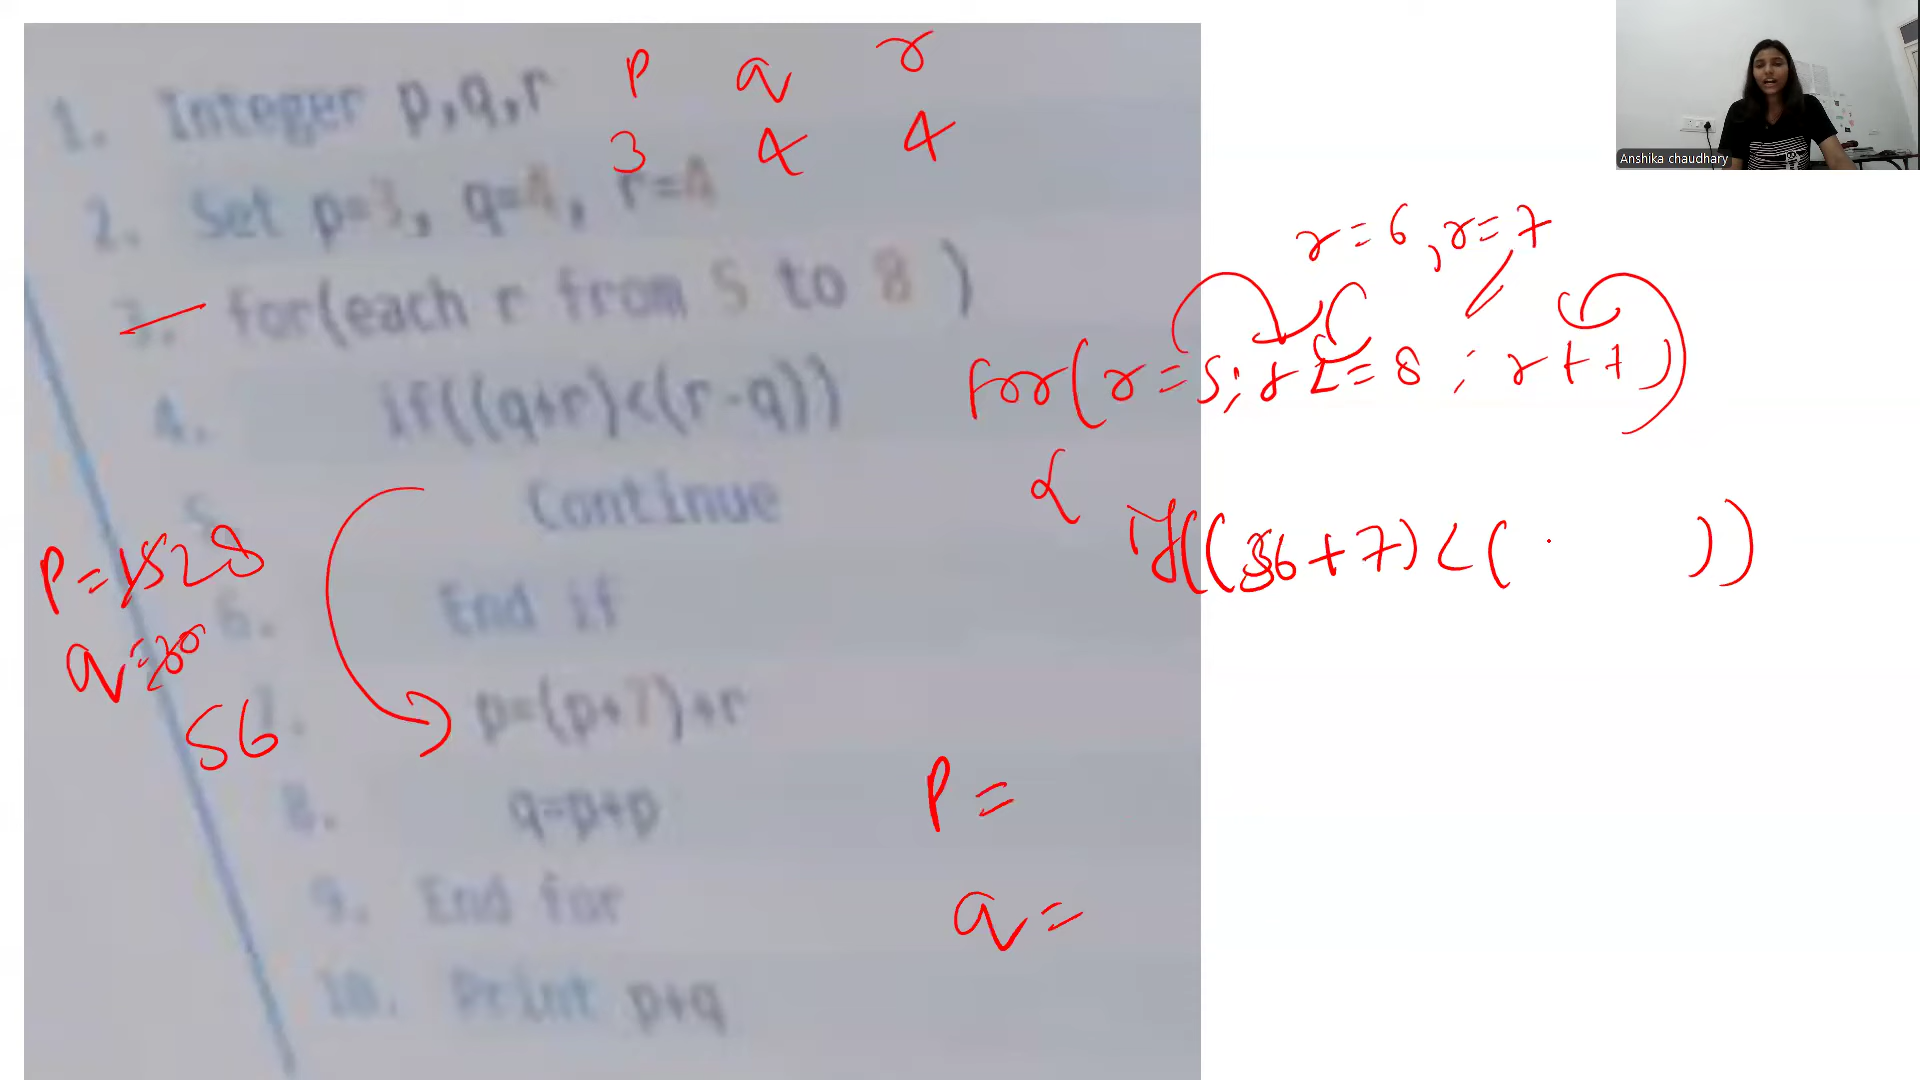 1. Integer p,q,r
2. Set p=3, q=4, r=4
3. for(each r from 5 to 8 )
4. if((q+r)<(r-q))
5. Continue
6. End if
7. p=(p+7)+r
8. q=p+p
9. End for
10. Print p+q
p q r
3 4 4
r=6, r=7
for(r=5;r<=8;r++)
{
if((56+7)<( ))
P=1528
q=30
56
P=
q=
Anshika chaudhary